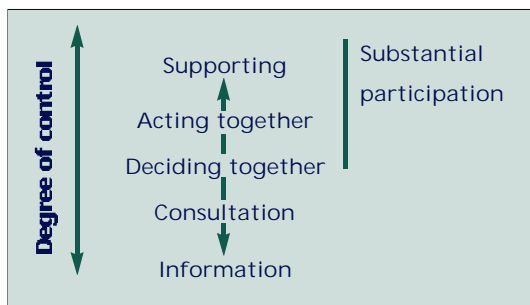 Degree of control
Supporting
Acting together
Deciding together
Consultation
Information
Substantial
participation